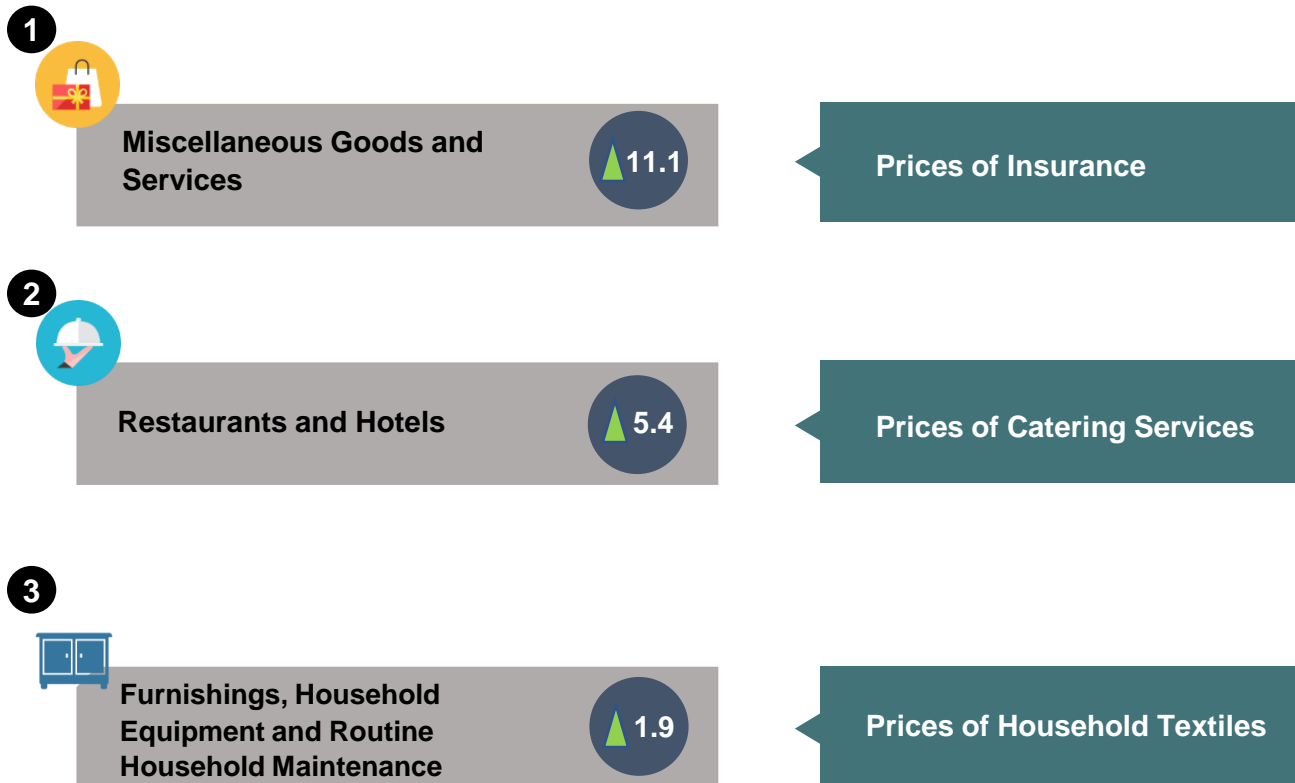 1
Miscellaneous Goods and
Services
11.1
Prices of Insurance
2
Restaurants and Hotels
5.4
Prices of Catering Services
3
Furnishings, Household
Equipment and Routine
Household Maintenance
1.9
Prices of Household Textiles